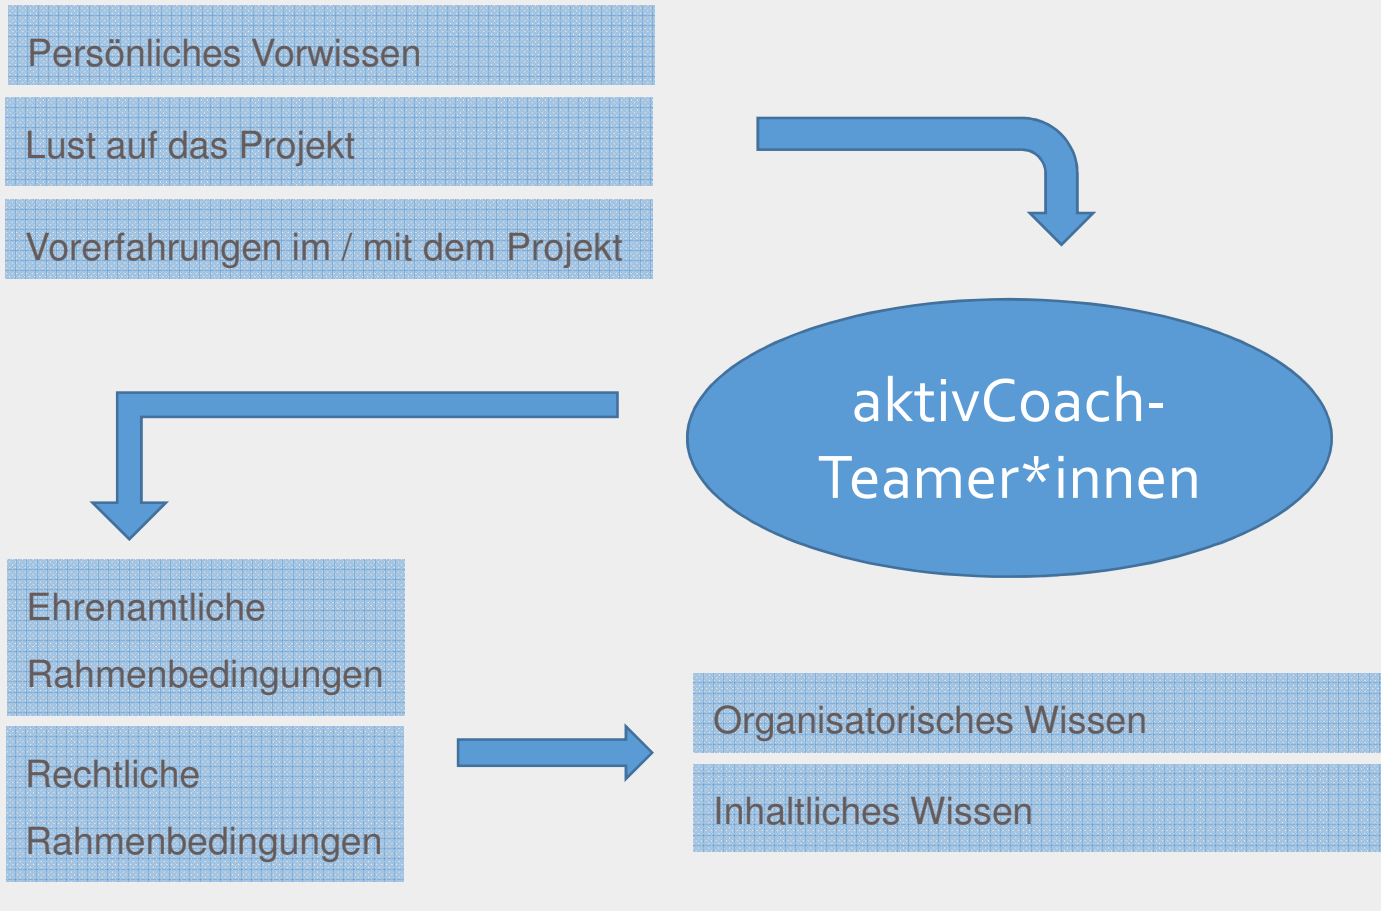 Persönliches Vorwissen
Lust auf das Projekt
Vorerfahrungen im / mit dem Projekt
aktivCoach-
Teamer*innen
Ehrenamtliche
Rahmenbedingungen
Rechtliche
Rahmenbedingungen
Organisatorisches Wissen
Inhaltliches Wissen